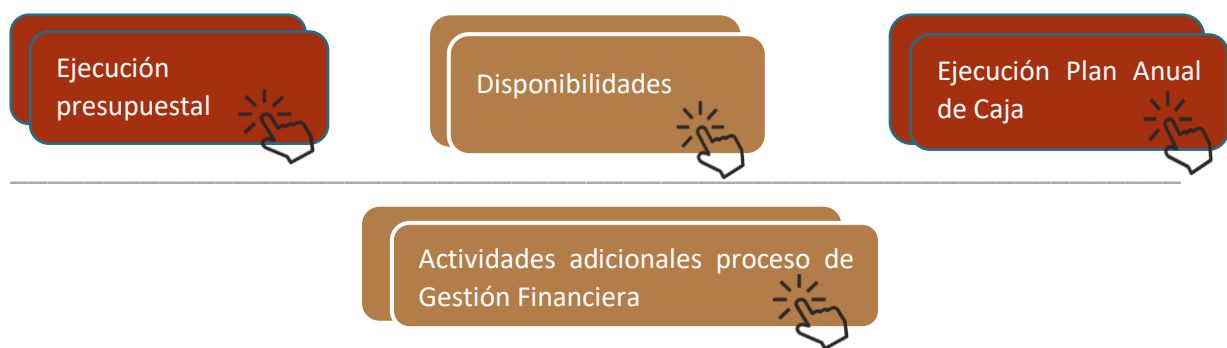 Ejecución
presupuestal
Disponibilidades
Ejecución Plan Anual
de Caja
Actividades adicionales proceso de
Gestión Financiera